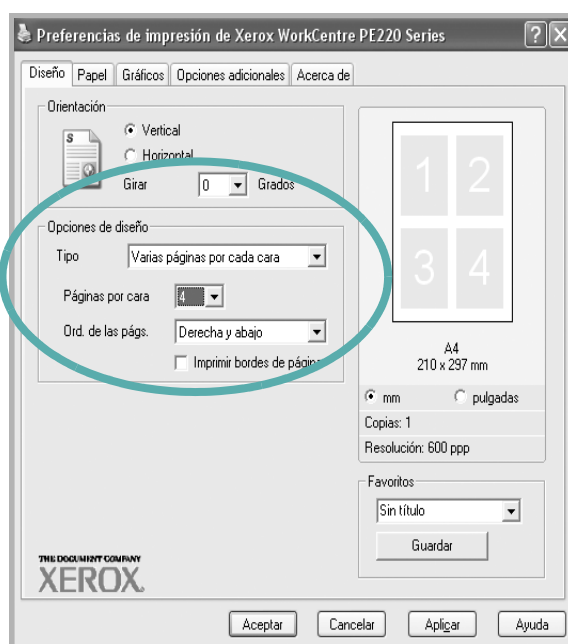 Preferencias de impresión de Xerox WorkCentre PE220 Series
Diseño Papel Gráficos Opciones adicionales Acerca de
Orientación
S
Vertical
Horizontal
Girar 0 Grados
Opciones de diseño
Tipo Varias páginas por cada cara
Páginas por cara 4
Ord. de las págs. Derecha y abajo
Imprimir bordes de página
1 2
3 4
A4
210 x 297 mm
mm pulgadas
Copias: 1
Resolución: 600 ppp
Favoritos
Sin título
Guardar
THE DOCUMENT COMPANY
XEROX.
Aceptar Cancelar Aplicar Ayuda